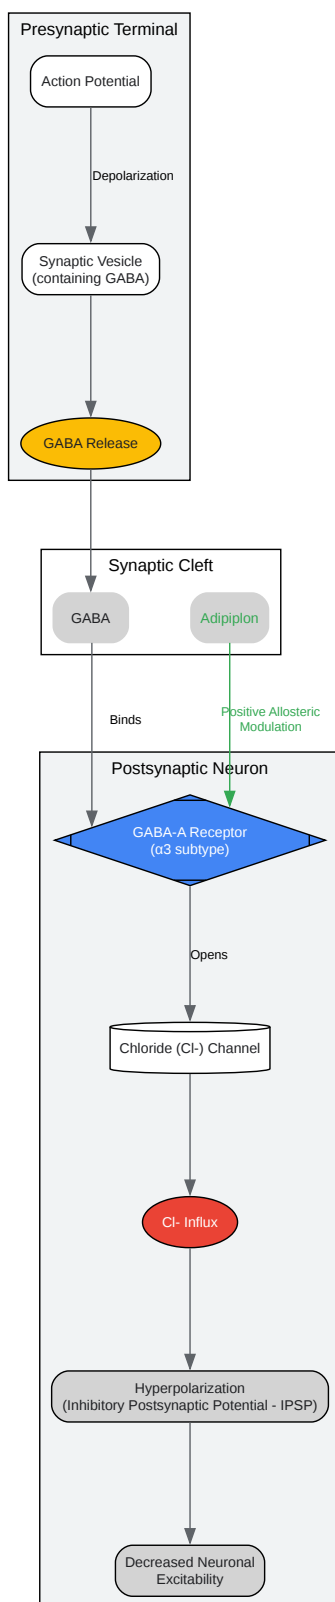 Presynaptic Terminal
Action Potential
Depolarization
Synaptic Vesicle
(containing GABA)
GABA Release
Synaptic Cleft
GABA
Adipiplon
Binds
Positive Allosteric
Modulation
Postsynaptic Neuron
GABA-A Receptor
(α3 subtype)
Opens
Chloride (Cl-) Channel
Cl- Influx
Hyperpolarization
(Inhibitory Postsynaptic Potential - IPSP)
Decreased Neuronal
Excitability